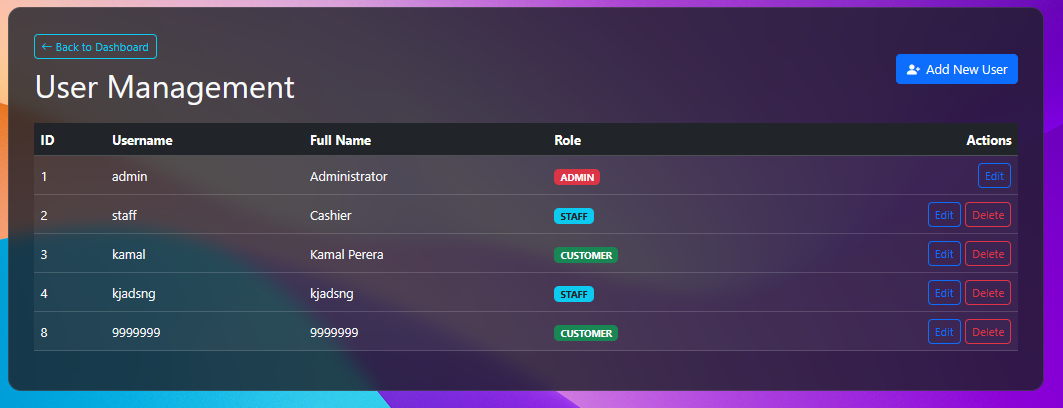 ← Back to Dashboard
User Management
Add New User
ID Username Full Name Role Actions
1 admin Administrator ADMIN Edit
2 staff Cashier STAFF Edit Delete
3 kamal Kamal Perera CUSTOMER Edit Delete
4 kjadsng kjadsng STAFF Edit Delete
8 9999999 9999999 CUSTOMER Edit Delete